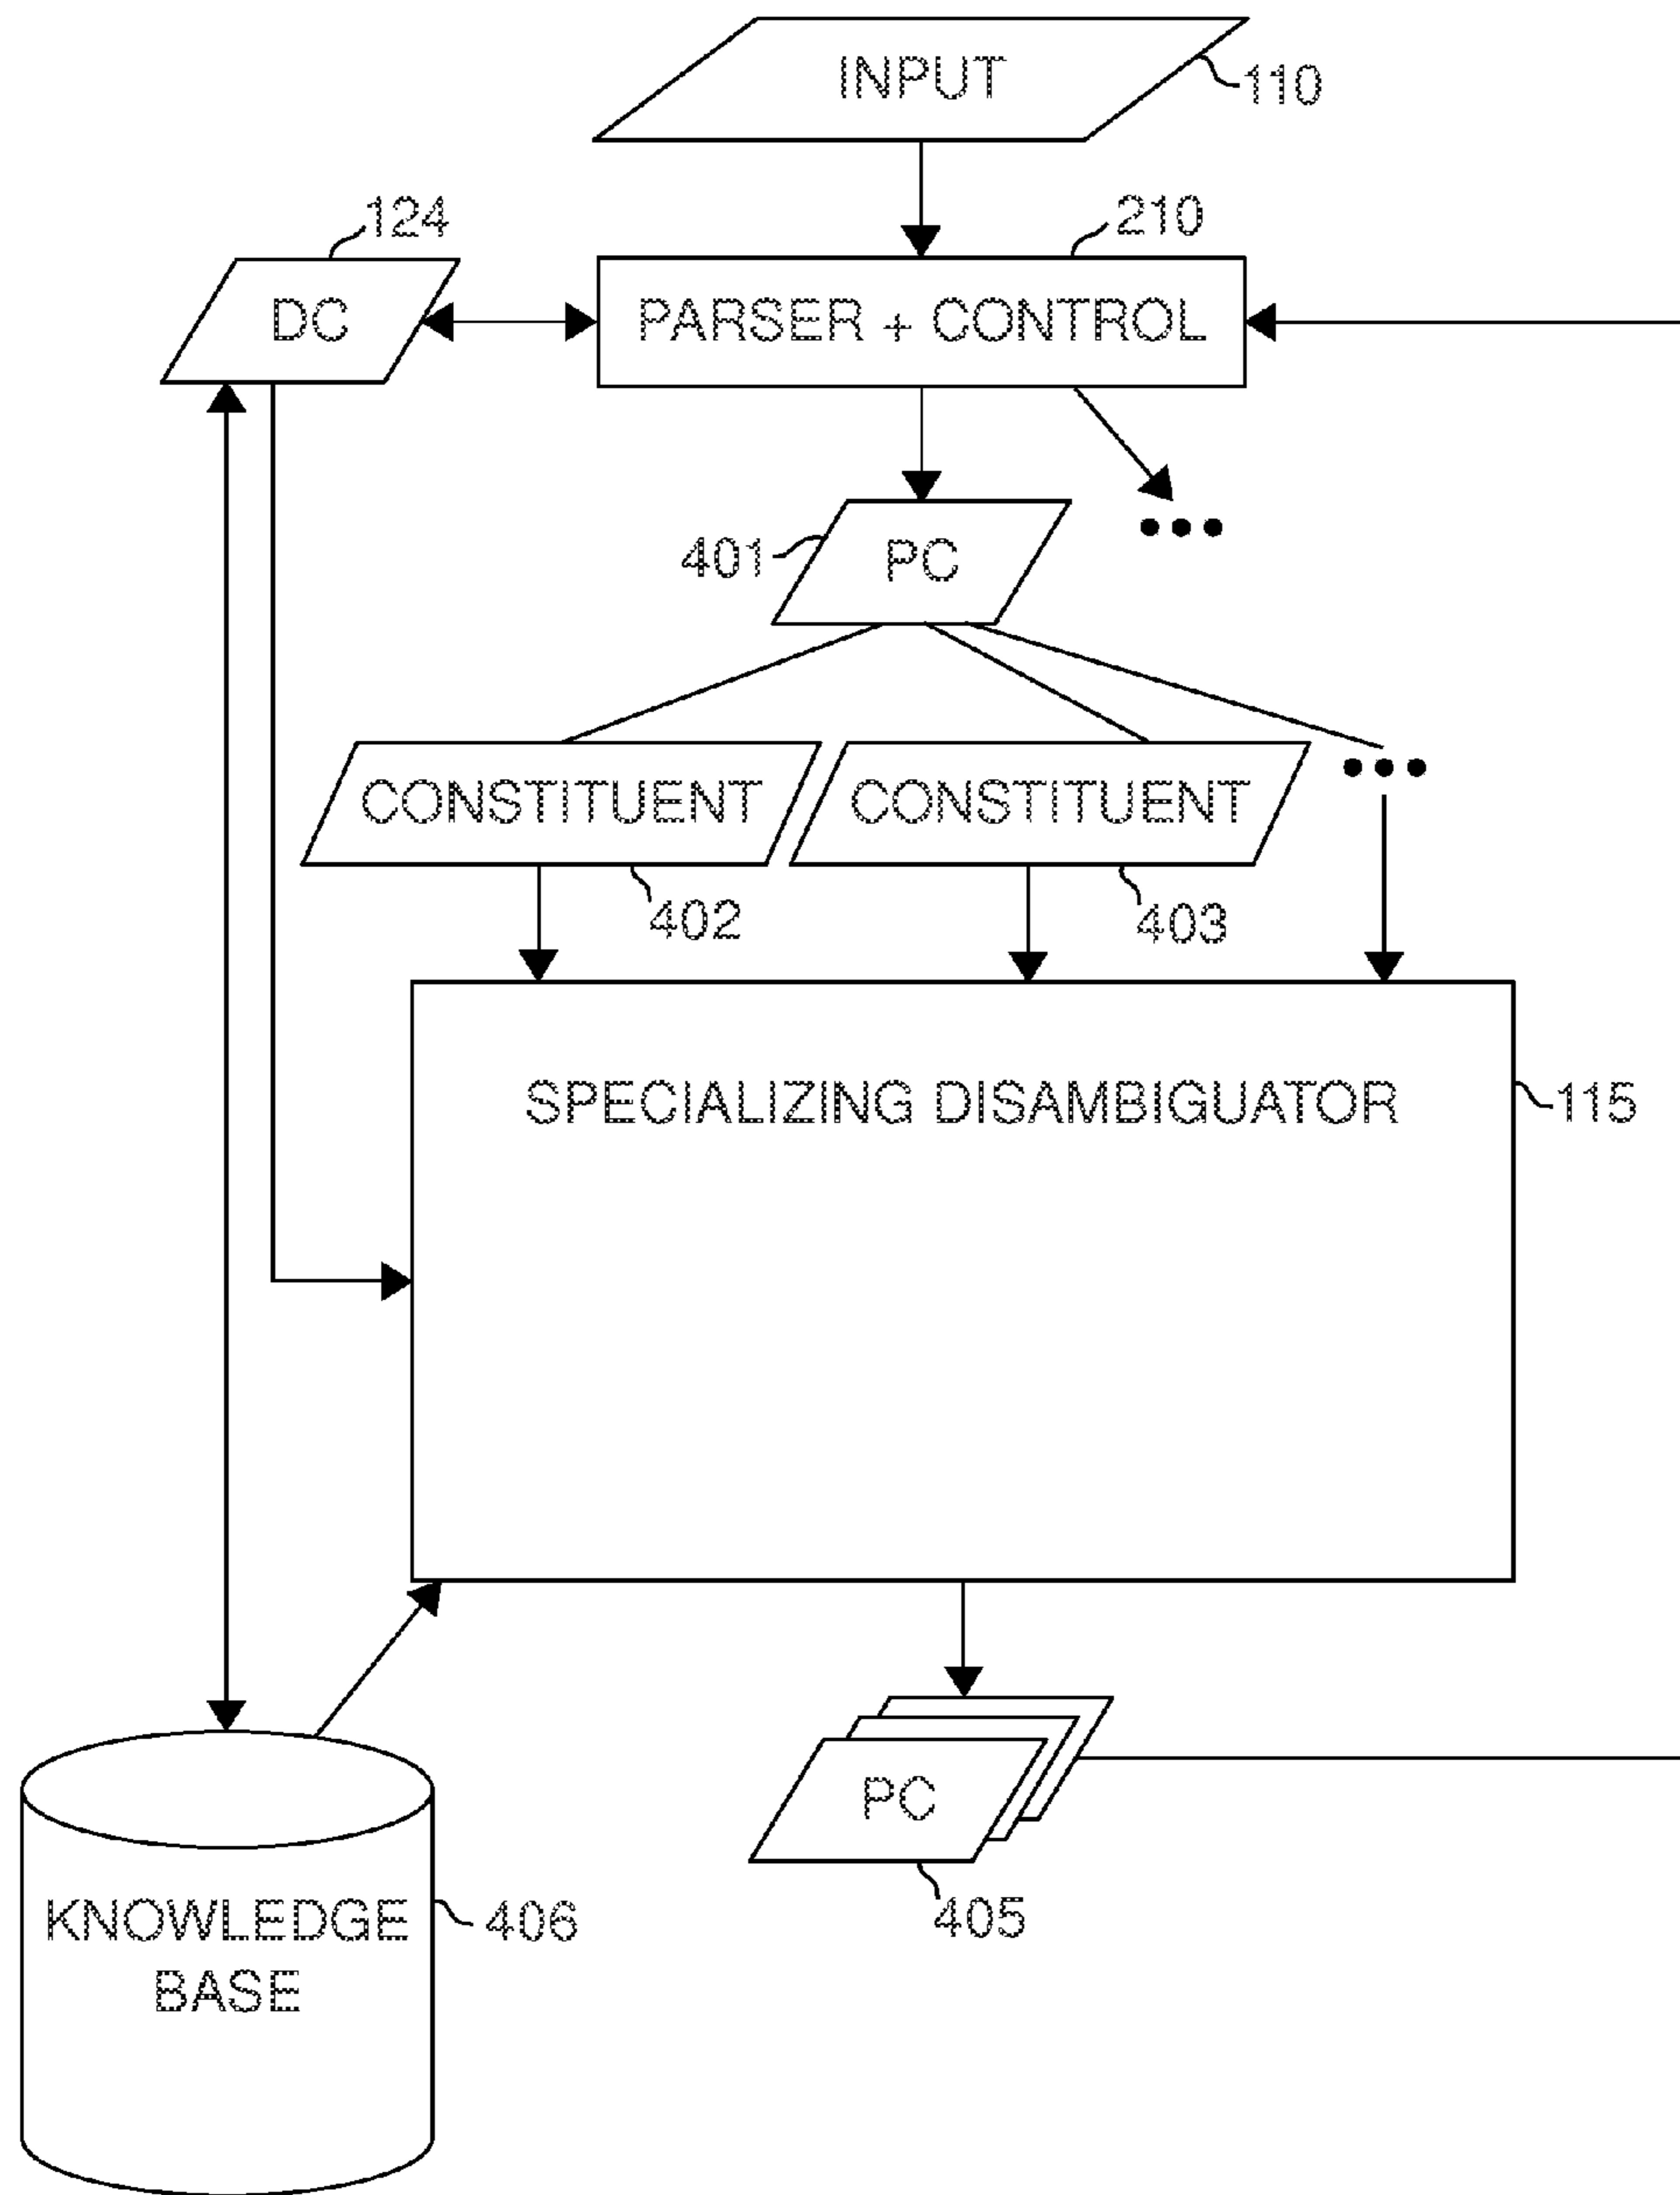 INPUT
110
124
210
DC
PARSER + CONTROL
401
PC
CONSTITUENT
CONSTITUENT
402
403
SPECIALIZING DISAMBIGUATOR
115
PC
405
KNOWLEDGE
BASE
406